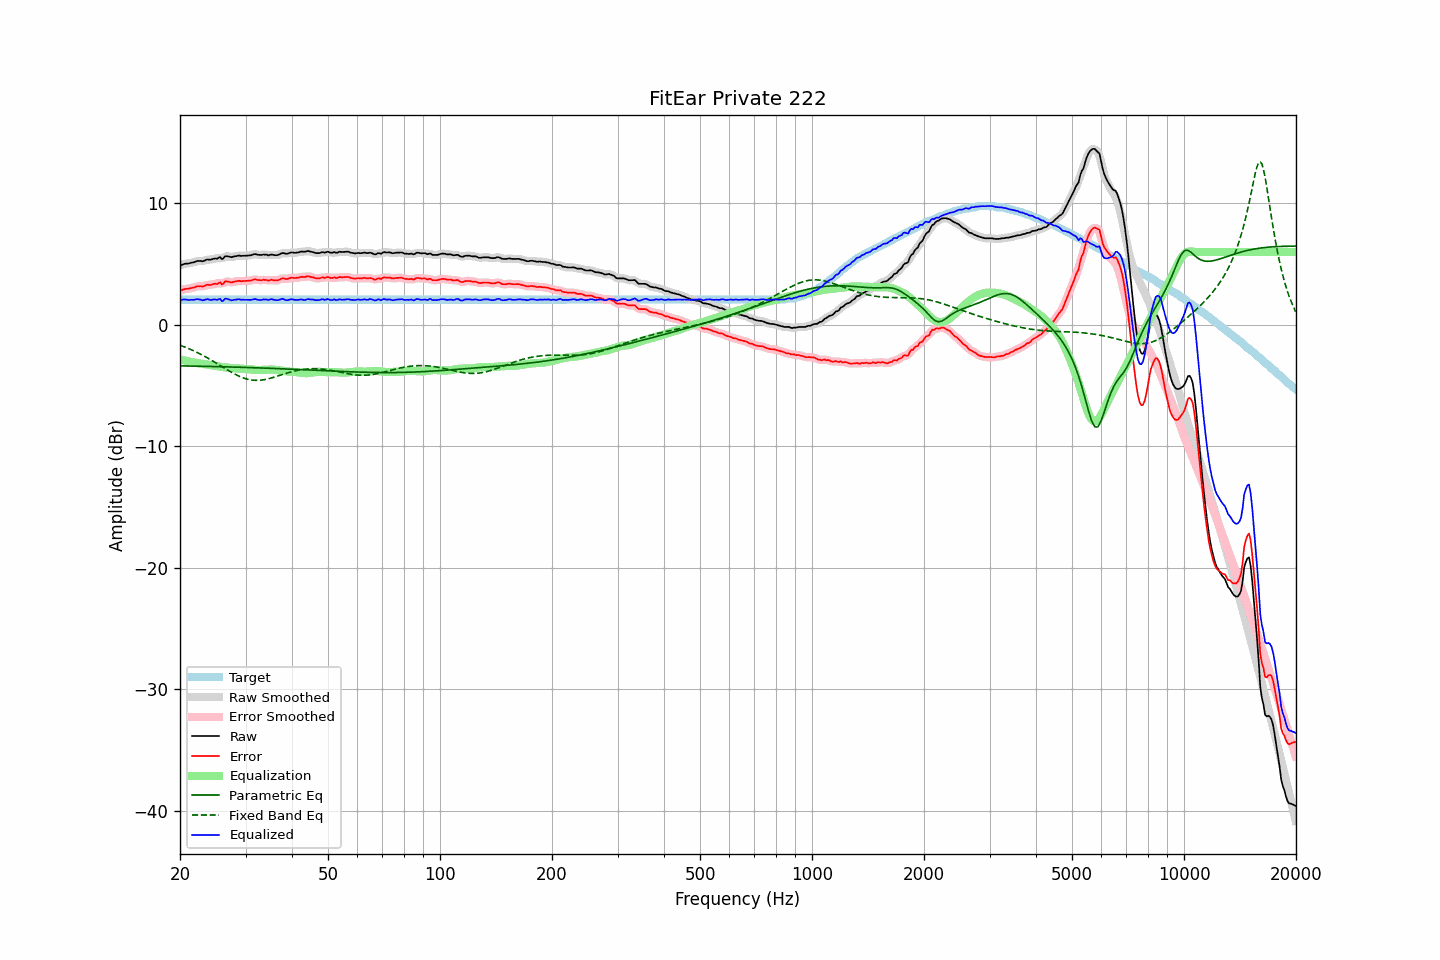 FitEar Private 222
Amplitude (dBr)
10
0
−10
−20
−30
−40
Target
Raw Smoothed
Error Smoothed
Raw
Error
Equalization
Parametric Eq
Fixed Band Eq
Equalized
20 50 100 200 500 1000 2000 5000 10000 20000
Frequency (Hz)